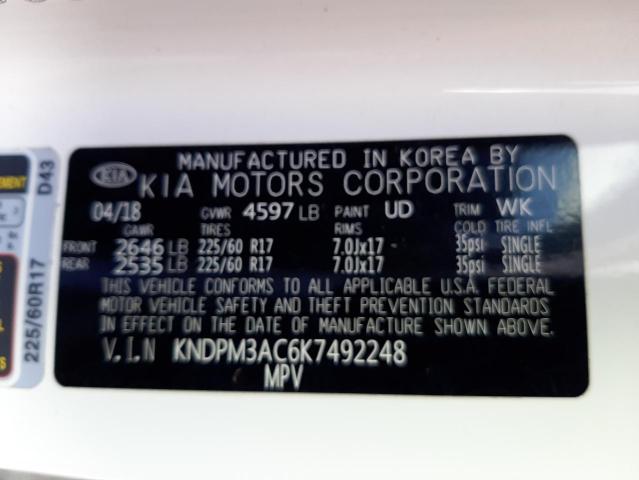 MANUFACTURED IN KOREA BY
KIA KIA MOTORS CORPORATION
04/18 GVWR 4597 LB PAINT UD TRIM WK
GAWR TIRES RIMS COLD TIRE INFL
FRONT 2646 LB 225/60 R17 7.0Jx17 35psi SINGLE
REAR 2535 LB 225/60 R17 7.0Jx17 35psi SINGLE
THIS VEHICLE CONFORMS TO ALL APPLICABLE U.S.A. FEDERAL
MOTOR VEHICLE SAFETY AND THEFT PREVENTION STANDARDS
IN EFFECT ON THE DATE OF MANUFACTURE SHOWN ABOVE.
V.I.N KNDPM3AC6K7492248
MPV
225/60R17 D43